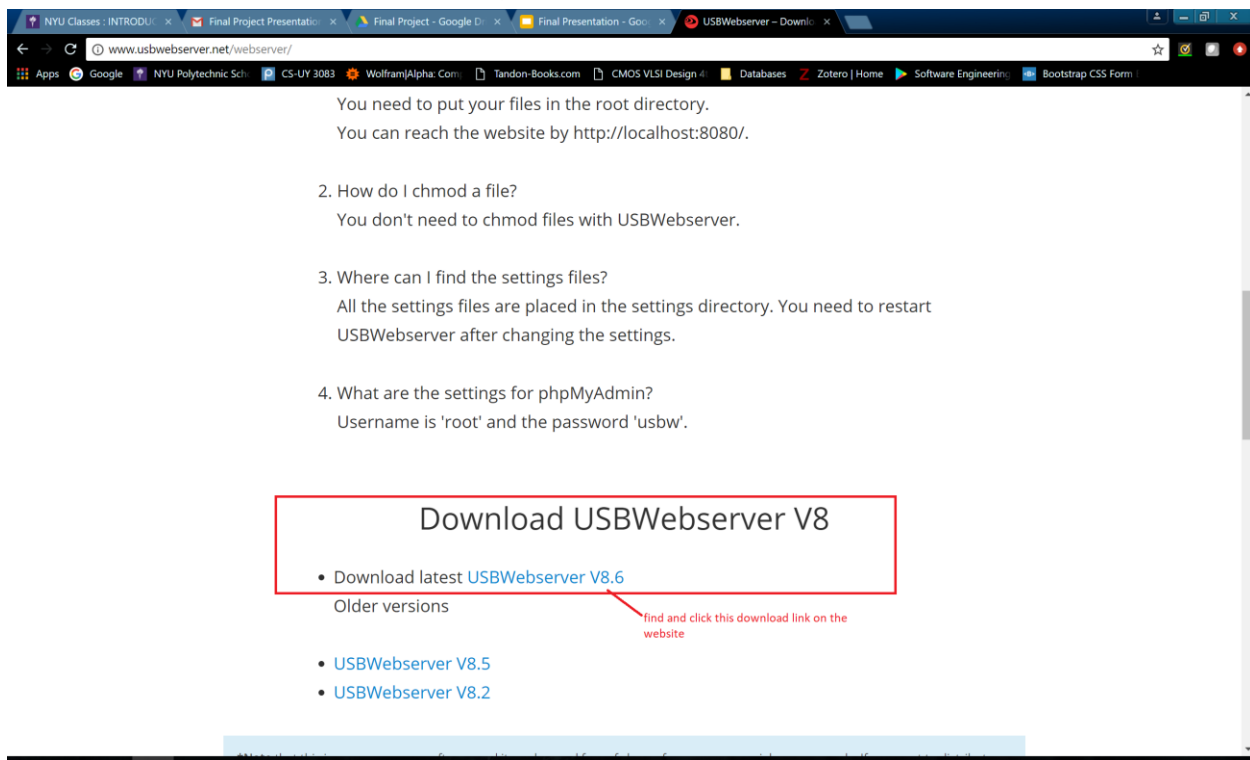 NYU Classes : INTRODUC
Final Project Presentation
Final Project - Google Dr
Final Presentation - Goog
USBWebserver – Downlo
www.usbwebserver.net/webserver/
Apps
Google
NYU Polytechnic Sch
CS-UY 3083
Wolfram|Alpha: Com
Tandon-Books.com
CMOS VLSI Design 4
Databases
Zotero | Home
Software Engineering
Bootstrap CSS Form
You need to put your files in the root directory.
You can reach the website by http://localhost:8080/.
2. How do I chmod a file?
You don't need to chmod files with USBWebserver.
3. Where can I find the settings files?
All the settings files are placed in the settings directory. You need to restart
USBWebserver after changing the settings.
4. What are the settings for phpMyAdmin?
Username is 'root' and the password 'usbw'.
Download USBWebserver V8
• Download latest USBWebserver V8.6
Older versions
find and click this download link on the
website
• USBWebserver V8.5
• USBWebserver V8.2